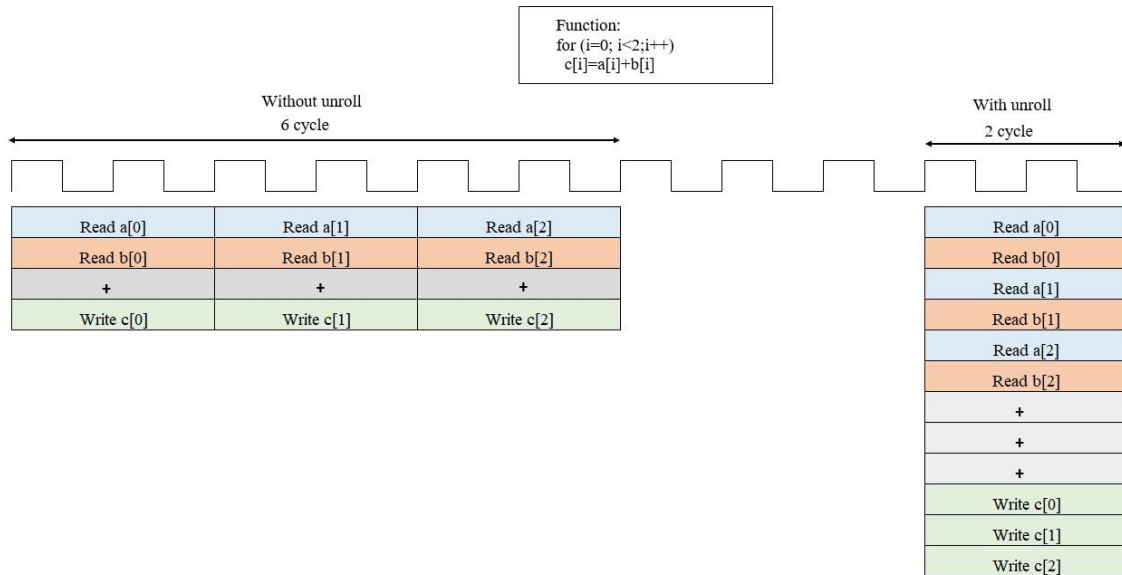 Function:
for (i=0; i<2;i++)
c[i]=a[i]+b[i]
Without unroll
6 cycle
With unroll
2 cycle
Read a[0]
Read a[1]
Read a[2]
Read b[0]
Read b[1]
Read b[2]
+
+
+
Write c[0]
Write c[1]
Write c[2]
Read a[0]
Read b[0]
Read a[1]
Read b[1]
Read a[2]
Read b[2]
+
+
+
Write c[0]
Write c[1]
Write c[2]